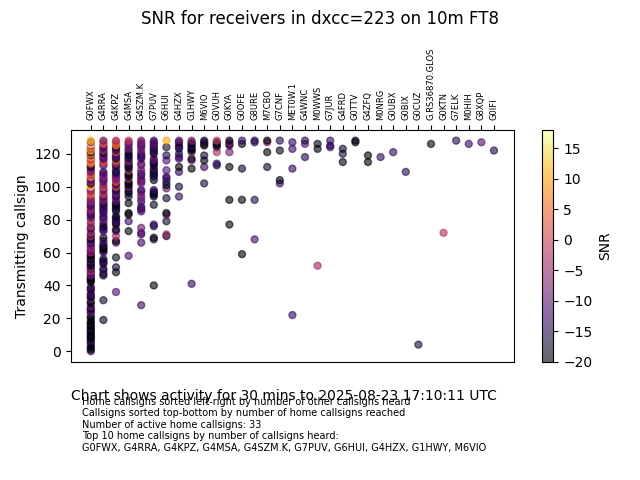 SNR for receivers in dxcc=223 on 10m FT8
G0FWX
G4RRA
G4KPZ
G4MSA
G4SZM.K
G7PUV
G6HUI
G4HZX
G1HWY
M6VIO
G0VUH
G0KYA
G0OFE
G8URE
M7CBO
G7CNF
MET0W.1
G4WNC
M0WWS
G7JUR
G4FRD
G0TTV
G4ZFQ
M0NRG
G0UBX
G0BIX
G0CUZ
G.RS36870.GLOS
G0KTN
G7ELK
M0HIH
G8XQP
G0IFI
Transmitting callsign
120
100
80
60
40
20
0
15
10
5
0
−5
−10
−15
−20
SNR
Chart shows activity for 30 mins to 2025-08-23 17:10:11 UTC
Home callsigns sorted left-right by number of other callsigns heard
Callsigns sorted top-bottom by number of home callsigns reached
Number of active home callsigns: 33
Top 10 home callsigns by number of callsigns heard:
G0FWX, G4RRA, G4KPZ, G4MSA, G4SZM.K, G7PUV, G6HUI, G4HZX, G1HWY, M6VIO